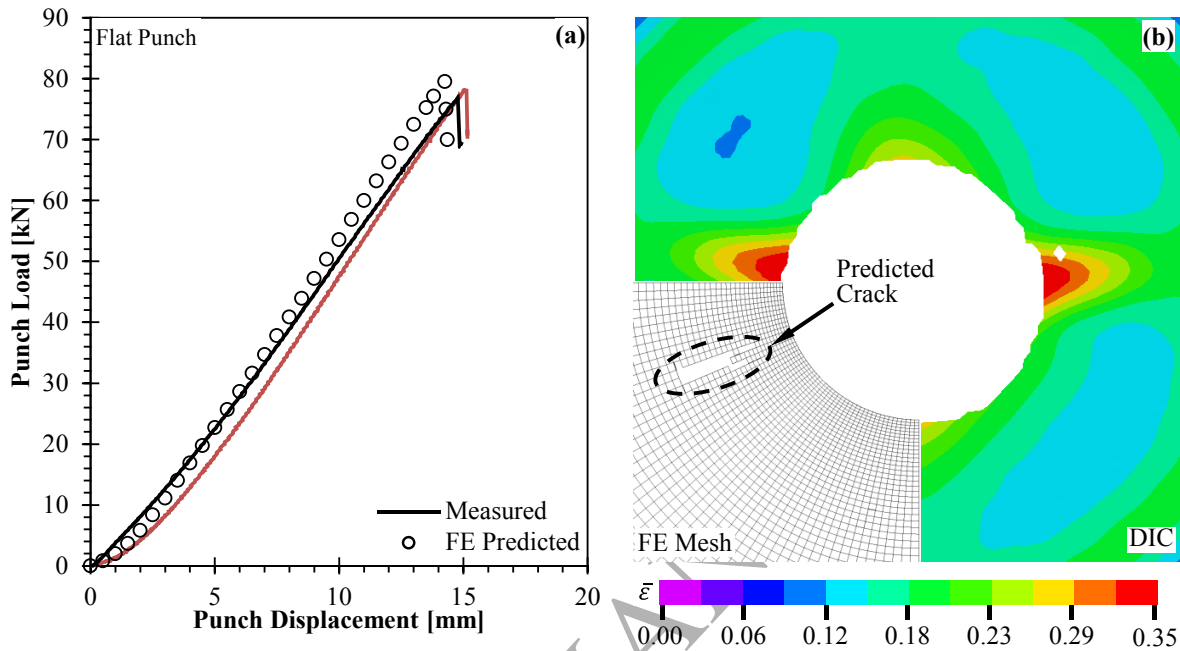 Flat Punch
(a)
90
80
70
60
50
40
30
20
10
0
Punch Load [kN]
Measured
FE Predicted
0
5
10
15
20
Punch Displacement [mm]
(b)
Predicted
Crack
FE Mesh
DIC
ε̄
0.00
0.06
0.12
0.18
0.23
0.29
0.35